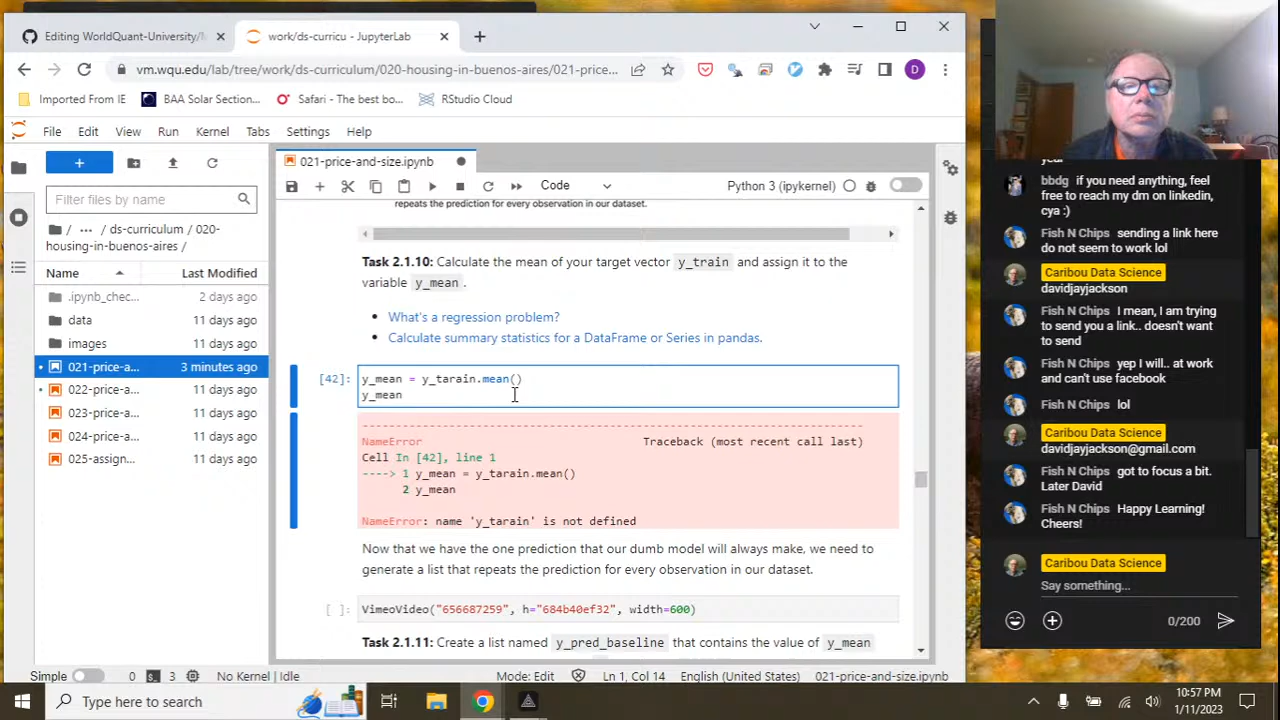 Editing WorldQuant-University/
work/ds-curricu - JupyterLab
vm.wqu.edu/lab/tree/work/ds-curriculum/020-housing-in-buenos-aires/021-price...
D
Imported From IE
BAA Solar Section...
Safari - The best bo...
RStudio Cloud
File Edit View Run Kernel Tabs Settings Help
021-price-and-size.ipynb
Code
Python 3 (ipykernel)
Filter files by name
/ ... / ds-curriculum / 020-
housing-in-buenos-aires /
Name Last Modified
.ipynb_chec... 2 days ago
data 11 days ago
images 11 days ago
021-price-a... 3 minutes ago
022-price-a... 11 days ago
023-price-a... 11 days ago
024-price-a... 11 days ago
025-assign... 11 days ago
repeats the prediction for every observation in our dataset.
Task 2.1.10: Calculate the mean of your target vector y_train and assign it to the
variable y_mean.
What's a regression problem?
Calculate summary statistics for a DataFrame or Series in pandas.
[42]: y_mean = y_tarain.mean()
y_mean
---------------------------------------------------------------------------
NameError Traceback (most recent call last)
Cell In [42], line 1
----> 1 y_mean = y_tarain.mean()
2 y_mean
NameError: name 'y_tarain' is not defined
Now that we have the one prediction that our dumb model will always make, we need to
generate a list that repeats the prediction for every observation in our dataset.
[ ]: VimeoVideo("656687259", h="684b40ef32", width=600)
Task 2.1.11: Create a list named y_pred_baseline that contains the value of y_mean
Simple 0 3 No Kernel | Idle Mode: Edit Ln 1, Col 14 English (United States) 021-price-and-size.ipynb
bbdg if you need anything, feel
free to reach my dm on linkedin,
cya :)
Fish N Chips sending a link here
do not seem to work lol
Caribou Data Science
davidjayjackson
Fish N Chips I mean, I am trying
to send you a link.. doesn't want
to send
Fish N Chips yep I will.. at work
and can't use facebook
Fish N Chips lol
Caribou Data Science
davidjayjackson@gmail.com
Fish N Chips got to focus a bit.
Later David
Fish N Chips Happy Learning!
Cheers!
Caribou Data Science
Say something...
0/200
Type here to search
10:57 PM
1/11/2023